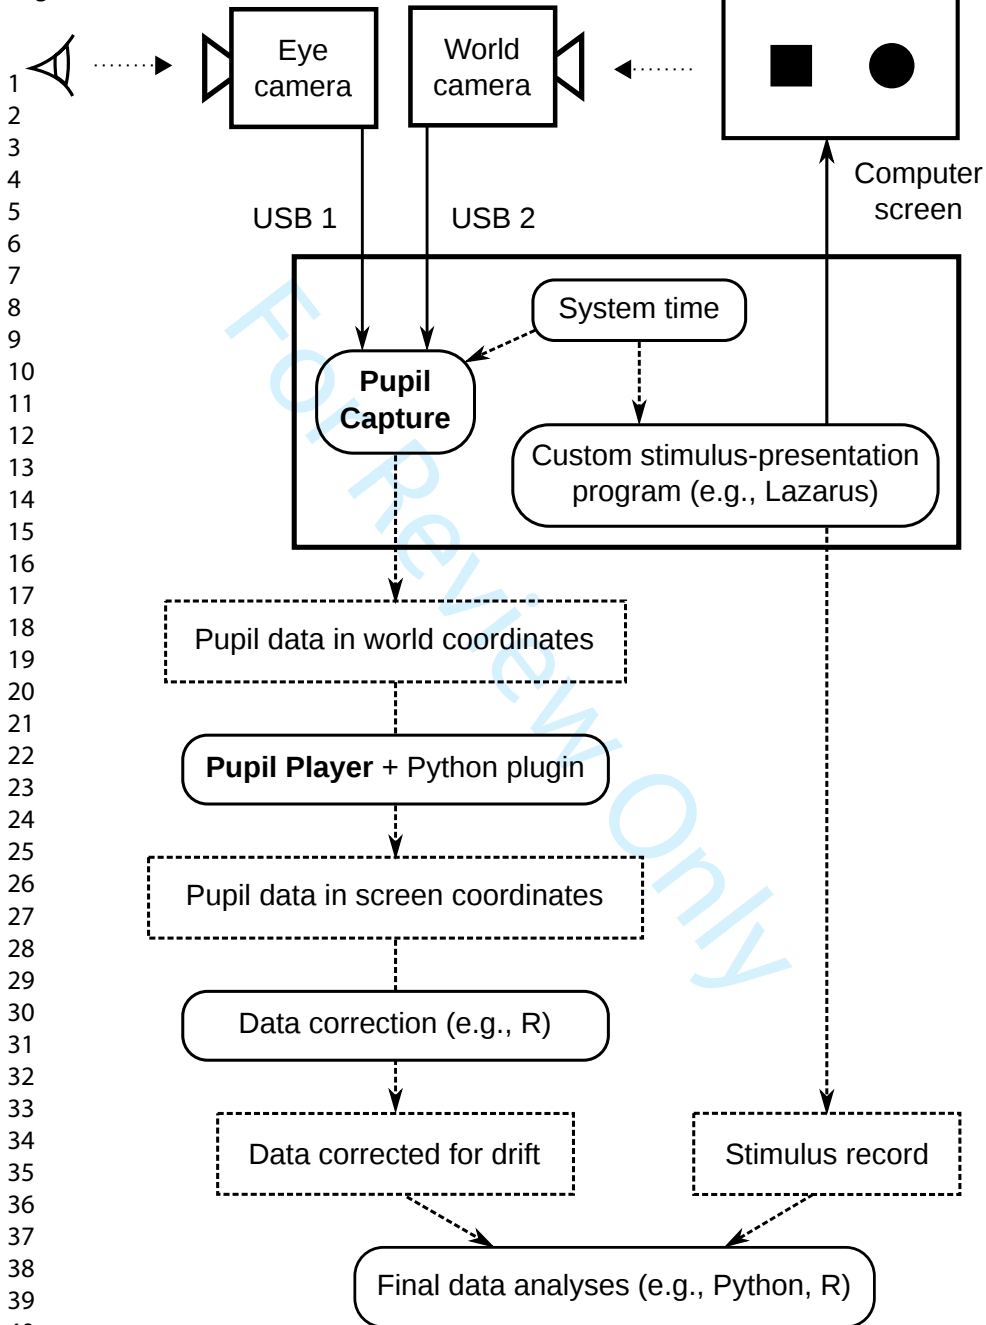 Eye
camera
World
camera
Computer
screen
USB 1
USB 2
System time
Pupil
Capture
Custom stimulus-presentation
program (e.g., Lazarus)
Pupil data in world coordinates
Pupil Player + Python plugin
Pupil data in screen coordinates
Data correction (e.g., R)
Data corrected for drift
Stimulus record
Final data analyses (e.g., Python, R)
For Review Only
1
2
3
4
5
6
7
8
9
10
11
12
13
14
15
16
17
18
19
20
21
22
23
24
25
26
27
28
29
30
31
32
33
34
35
36
37
38
39